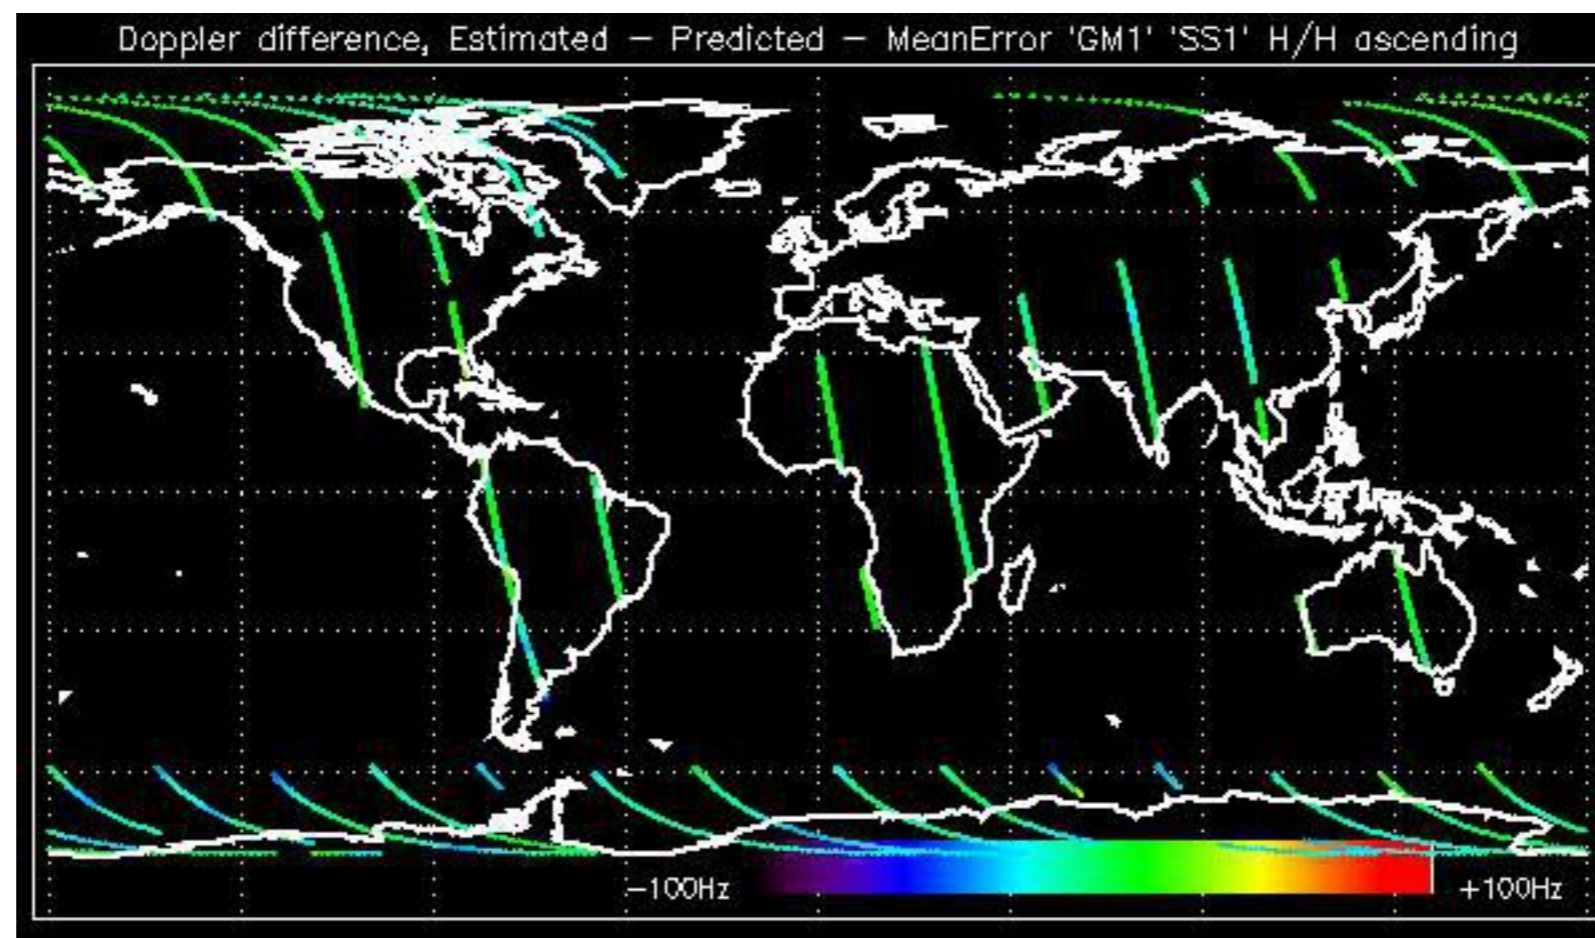 Doppler difference, Estimated − Predicted − MeanError 'GM1' 'SS1' H/H ascending
−100Hz
+100Hz